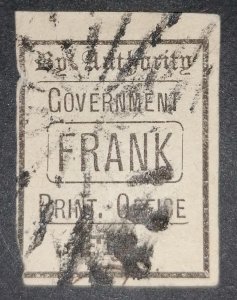 By Authority
GOVERNMENT
FRANK
PRINT. OFFICE